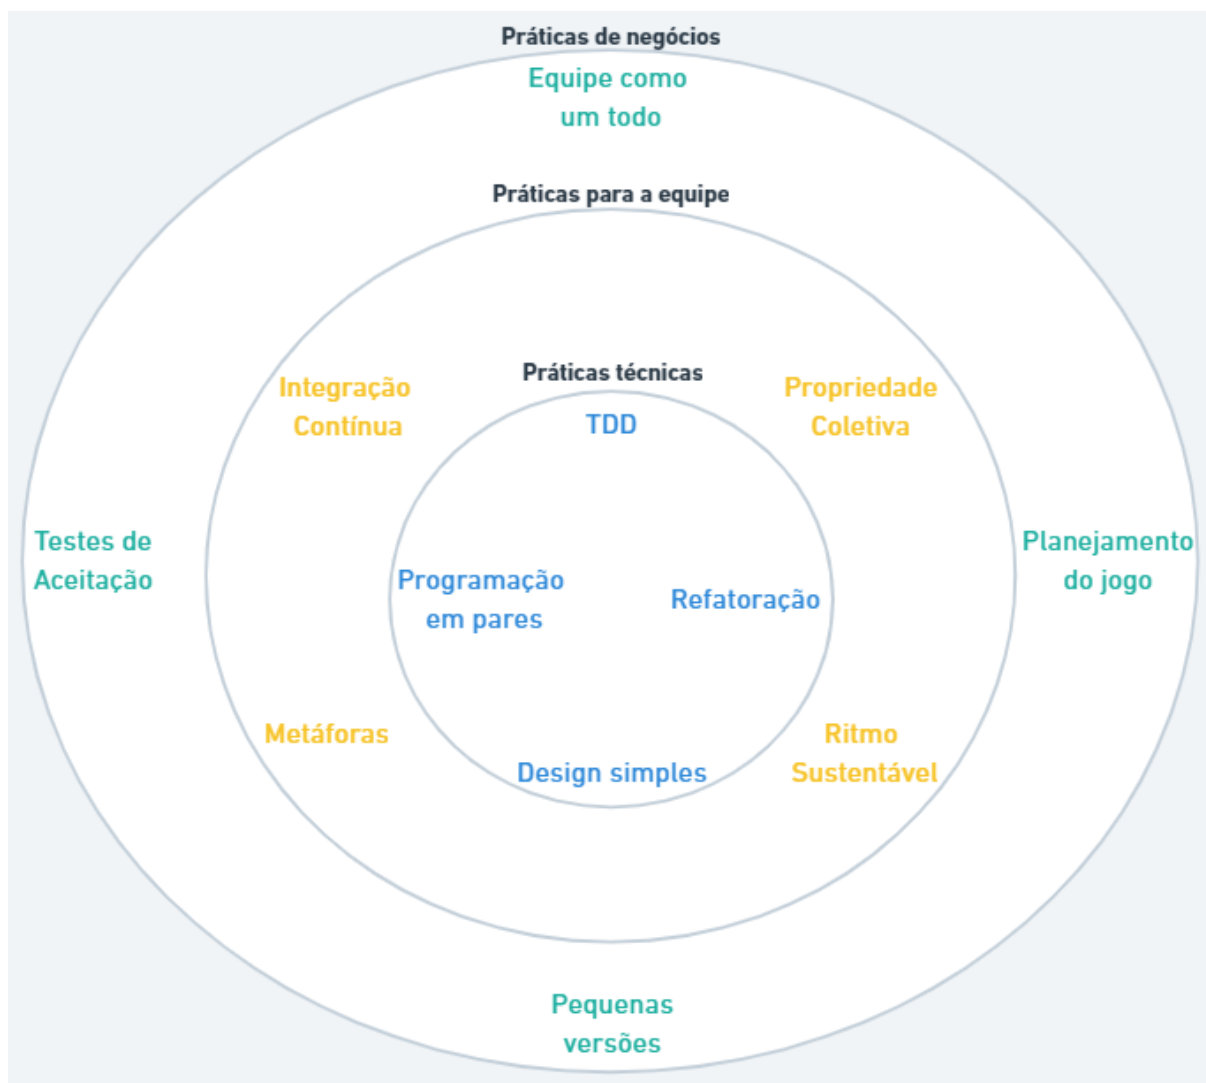 Práticas de negócios
Equipe como
um todo
Práticas para a equipe
Práticas técnicas
Integração
Contínua
TDD
Propriedade
Coletiva
Testes de
Aceitação
Programação
em pares
Refatoração
Planejamento
do jogo
Metáforas
Design simples
Ritmo
Sustentável
Pequenas
versões